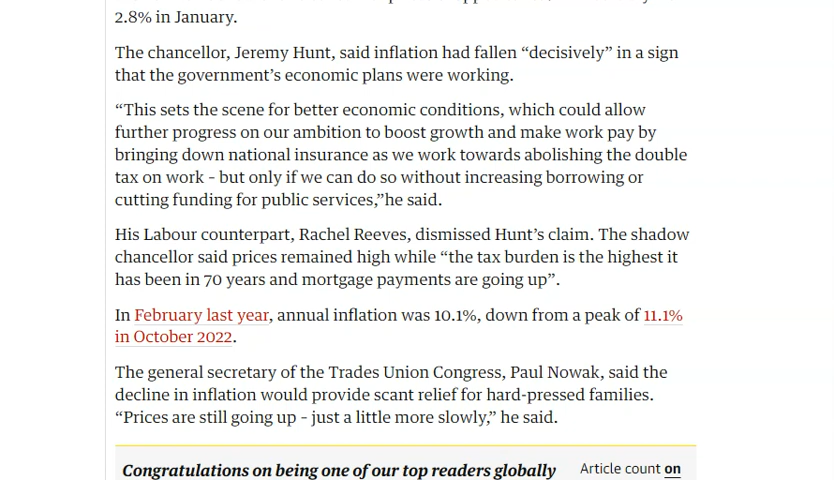 2.8% in January.
The chancellor, Jeremy Hunt, said inflation had fallen “decisively” in a sign
that the government’s economic plans were working.
“This sets the scene for better economic conditions, which could allow
further progress on our ambition to boost growth and make work pay by
bringing down national insurance as we work towards abolishing the double
tax on work – but only if we can do so without increasing borrowing or
cutting funding for public services,”he said.
His Labour counterpart, Rachel Reeves, dismissed Hunt’s claim. The shadow
chancellor said prices remained high while “the tax burden is the highest it
has been in 70 years and mortgage payments are going up”.
In February last year, annual inflation was 10.1%, down from a peak of 11.1%
in October 2022.
The general secretary of the Trades Union Congress, Paul Nowak, said the
decline in inflation would provide scant relief for hard-pressed families.
“Prices are still going up – just a little more slowly,” he said.
Congratulations on being one of our top readers globally
Article count on